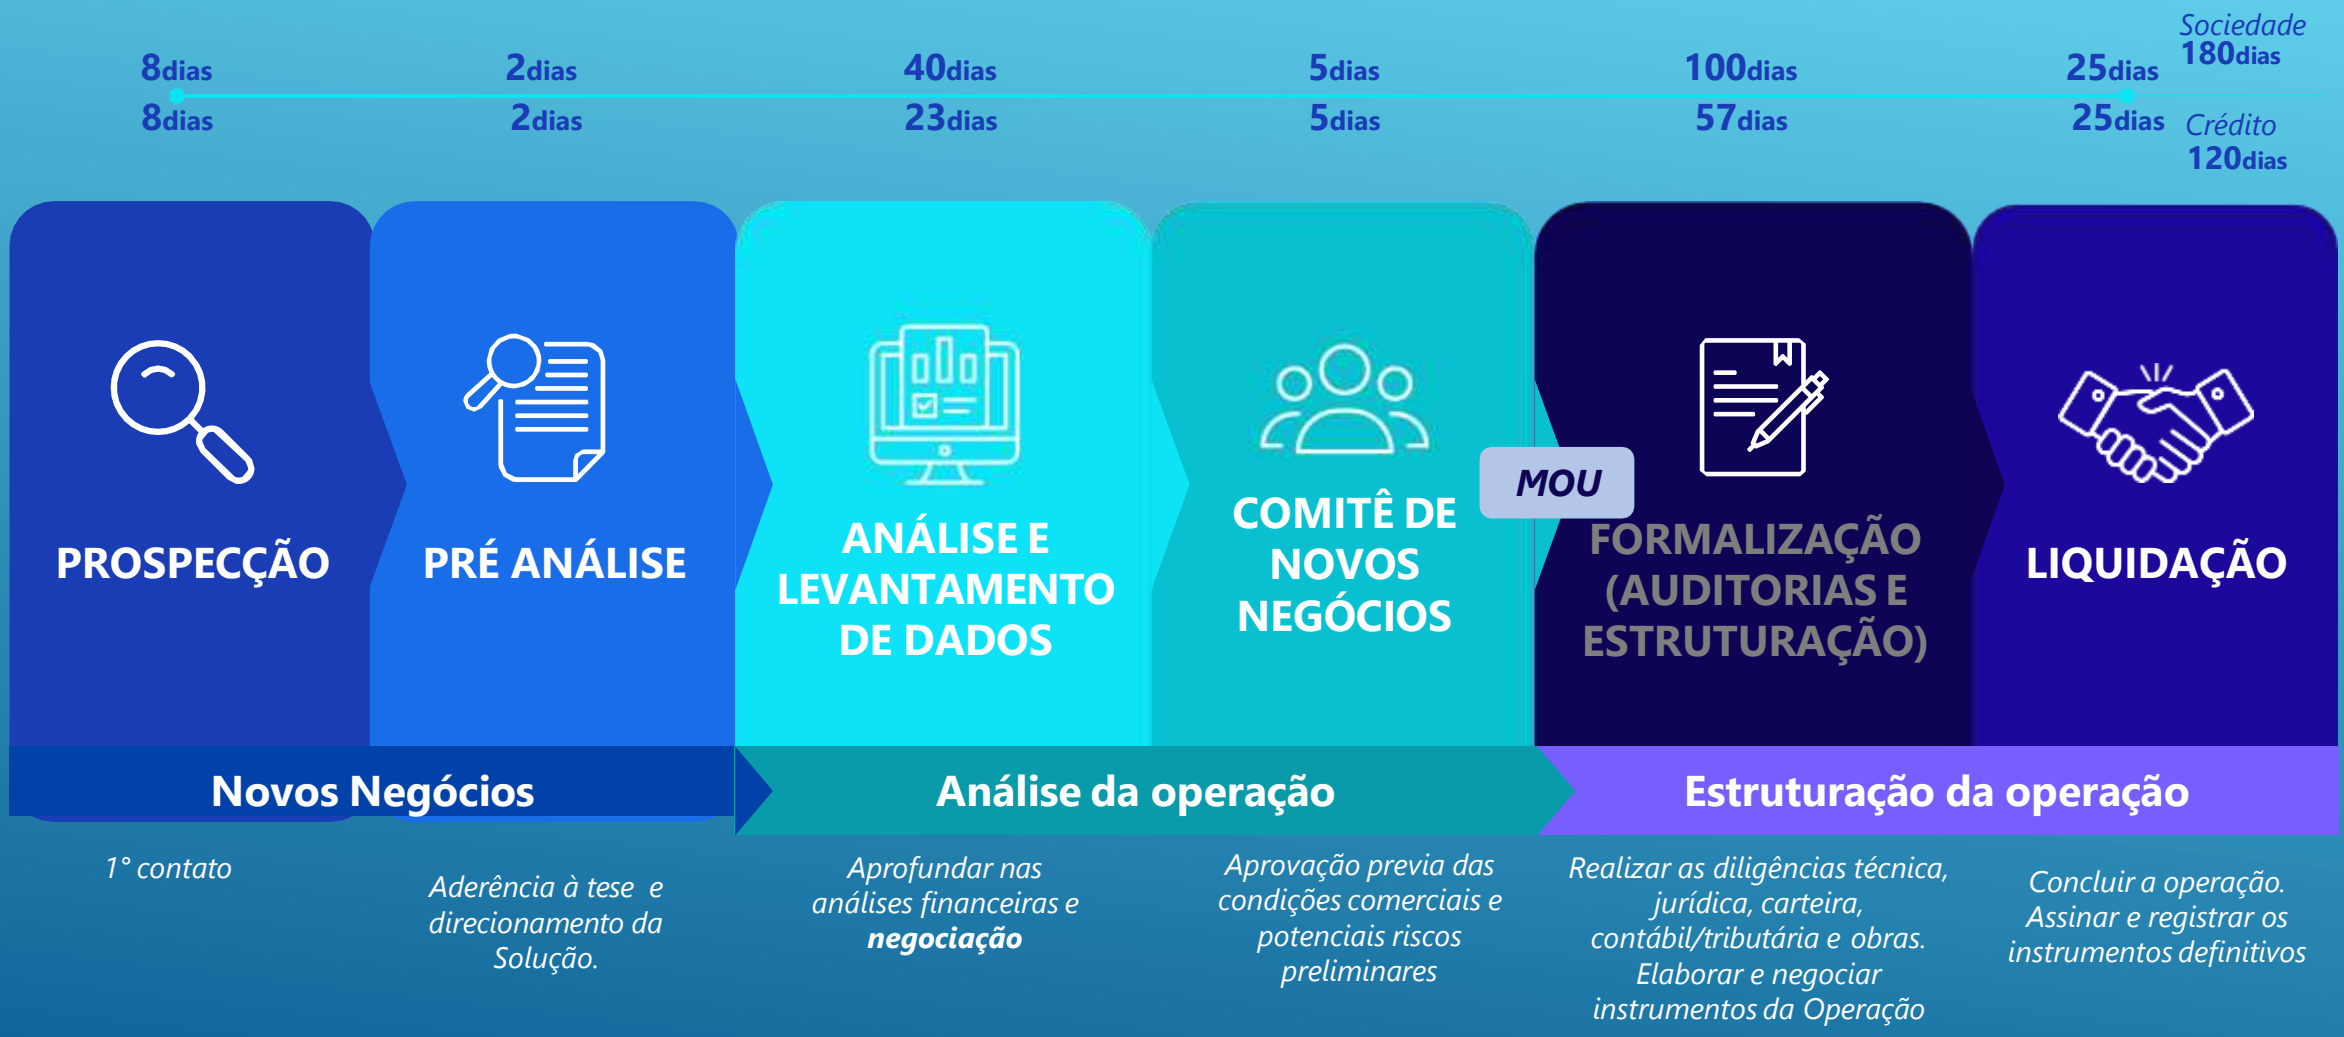 Sociedade
180dias
8dias
2dias
40dias
5dias
100dias
25dias
8dias
2dias
23dias
5dias
57dias
25dias
Crédito
120dias
PROSPECÇÃO
PRÉ ANÁLISE
ANÁLISE E
LEVANTAMENTO
DE DADOS
COMITÊ DE
NOVOS
NEGÓCIOS
MOU
FORMALIZAÇÃO
(AUDITORIAS E
ESTRUTURAÇÃO)
LIQUIDAÇÃO
Novos Negócios
Análise da operação
Estruturação da operação
1° contato
Aderência à tese e
direcionamento da
Solução.
Aprofundar nas
análises financeiras e
negociação
Aprovação previa das
condições comerciais e
potenciais riscos
preliminares
Realizar as diligências técnica,
jurídica, carteira,
contábil/tributária e obras.
Elaborar e negociar
instrumentos da Operação
Concluir a operação.
Assinar e registrar os
instrumentos definitivos